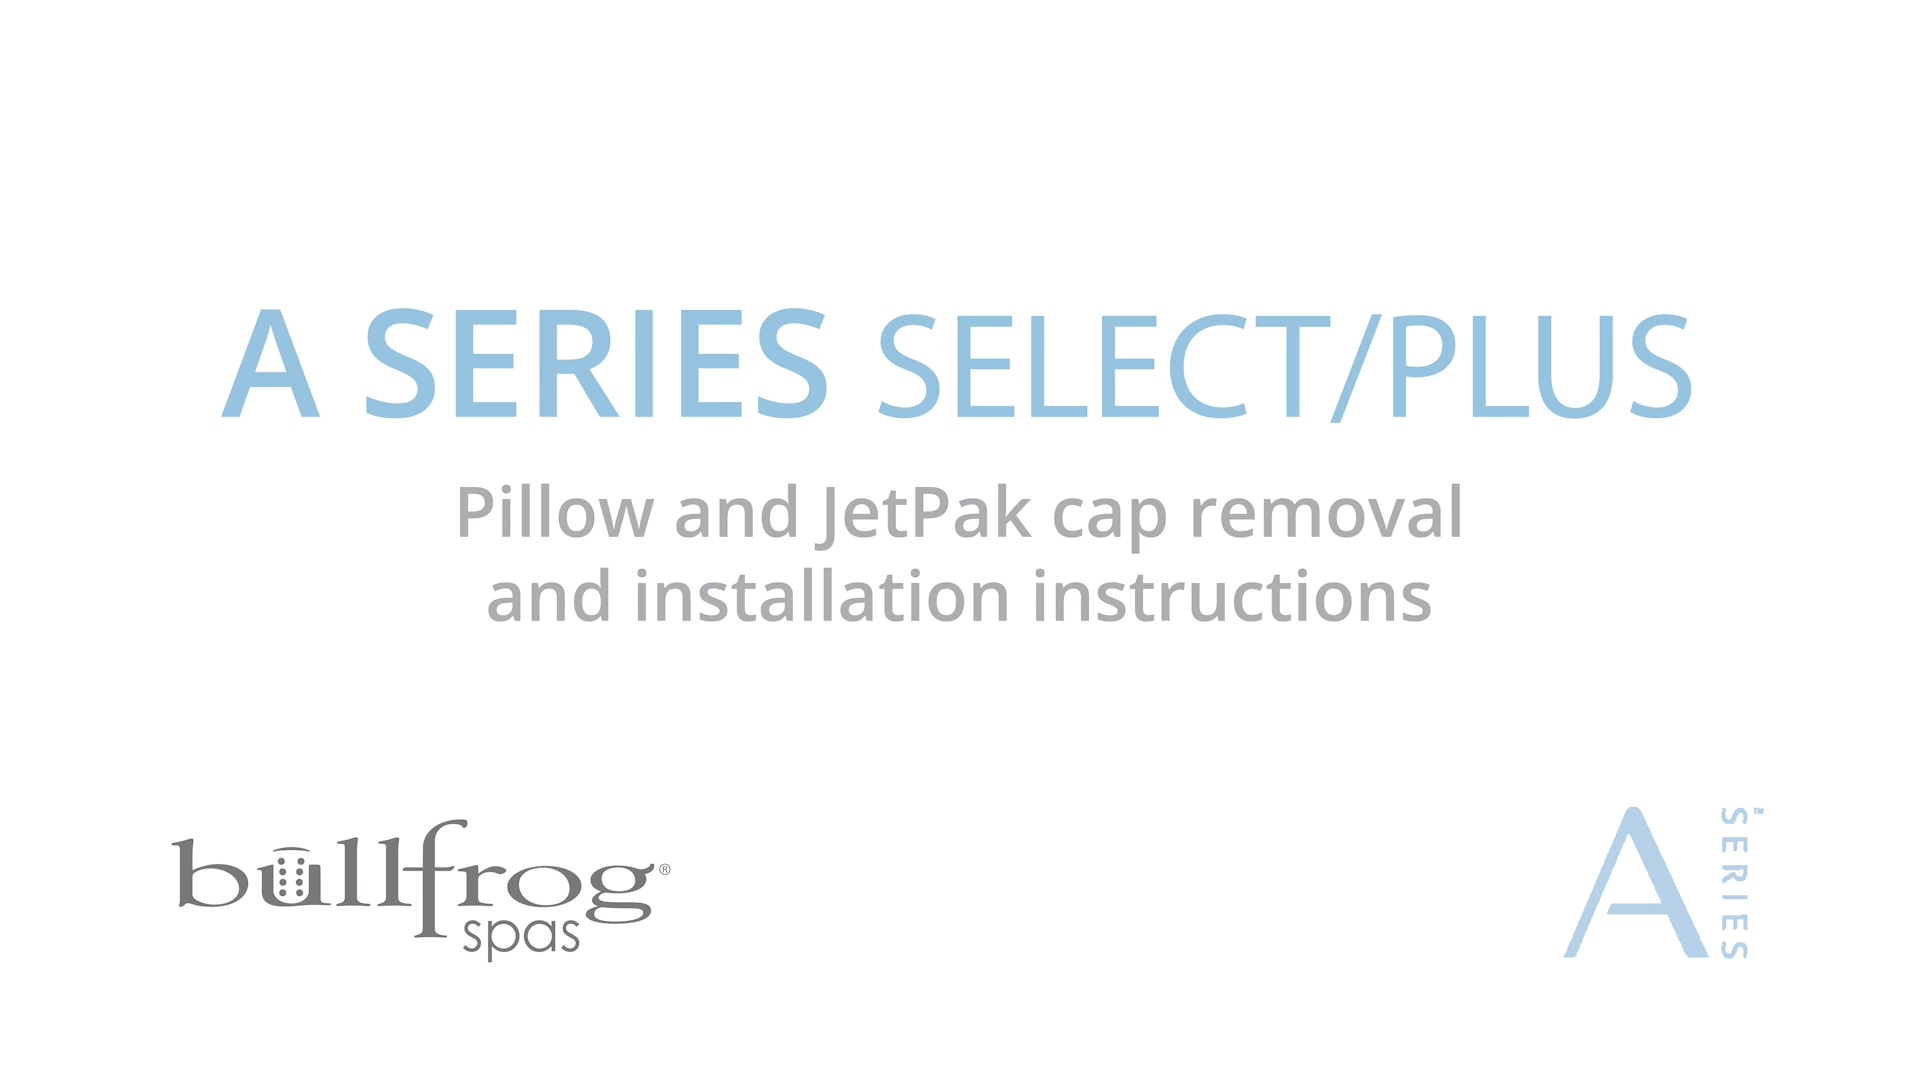 A SERIES SELECT/PLUS
Pillow and JetPak cap removal
and installation instructions
bullfrog®
spas
A SERIES™